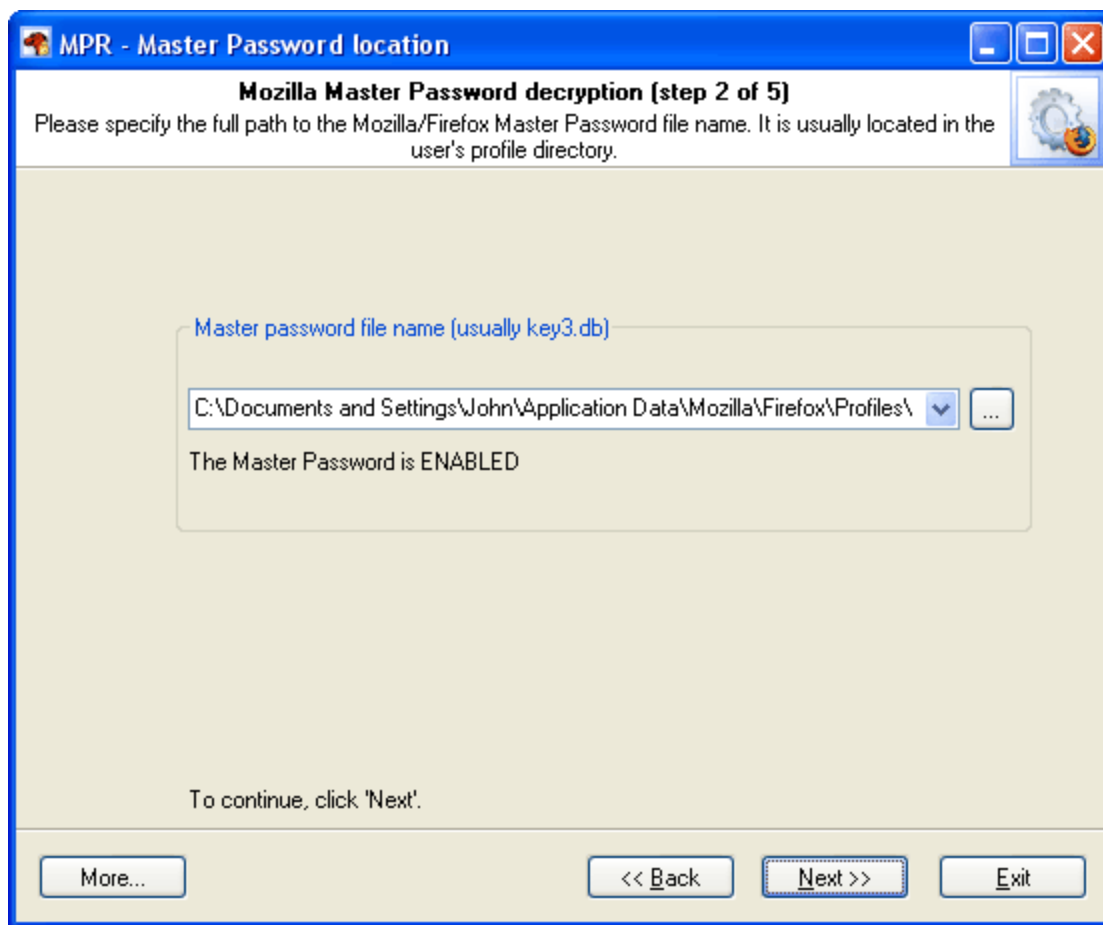 MPR - Master Password location
Mozilla Master Password decryption (step 2 of 5)
Please specify the full path to the Mozilla/Firefox Master Password file name. It is usually located in the
user's profile directory.
Master password file name (usually key3.db)
C:\Documents and Settings\John\Application Data\Mozilla\Firefox\Profiles\
...
The Master Password is ENABLED
To continue, click 'Next'.
More...
<< Back
Next >>
Exit